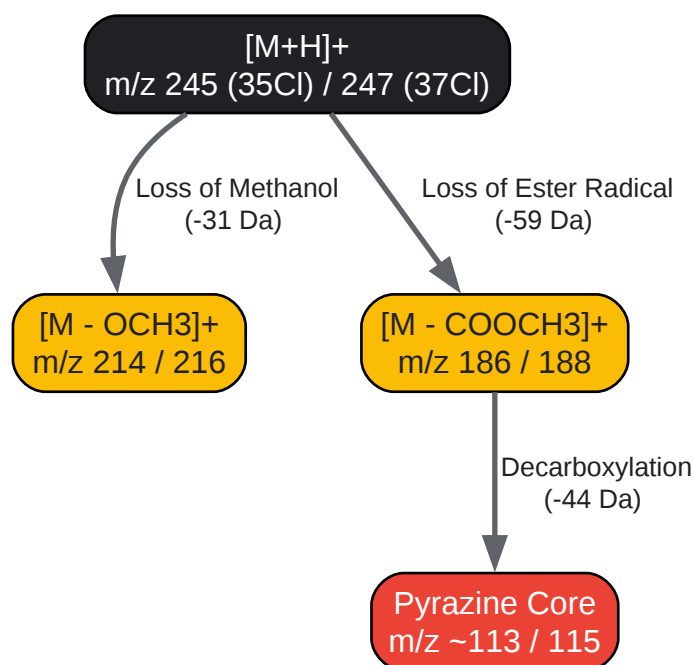 [M+H]+
m/z 245 (35Cl) / 247 (37Cl)
Loss of Methanol
(-31 Da)
Loss of Ester Radical
(-59 Da)
[M - OCH3]+
m/z 214 / 216
[M - COOCH3]+
m/z 186 / 188
Decarboxylation
(-44 Da)
Pyrazine Core
m/z ~113 / 115